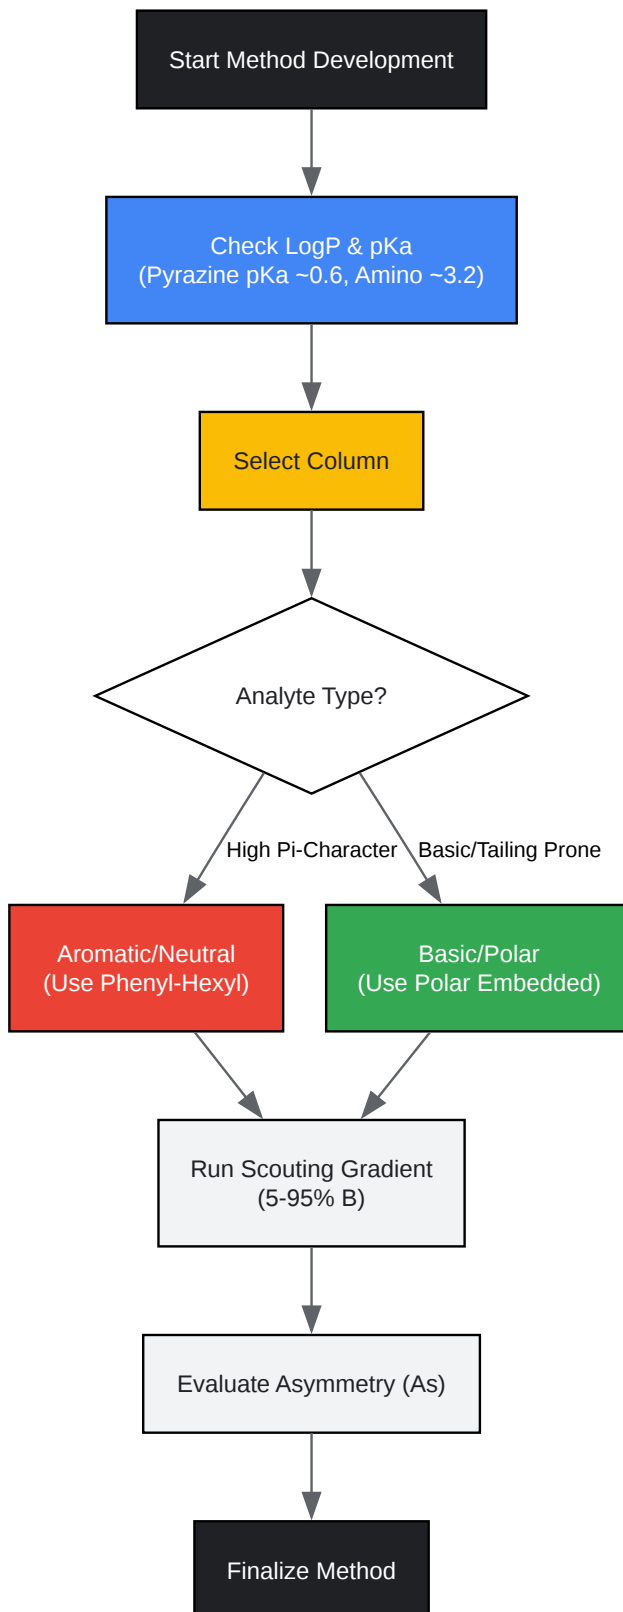 Start Method Development
Check LogP & pKa
(Pyrazine pKa ~0.6, Amino ~3.2)
Select Column
Analyte Type?
High Pi-Character
Basic/Tailing Prone
Aromatic/Neutral
(Use Phenyl-Hexyl)
Basic/Polar
(Use Polar Embedded)
Run Scouting Gradient
(5-95% B)
Evaluate Asymmetry (As)
Finalize Method